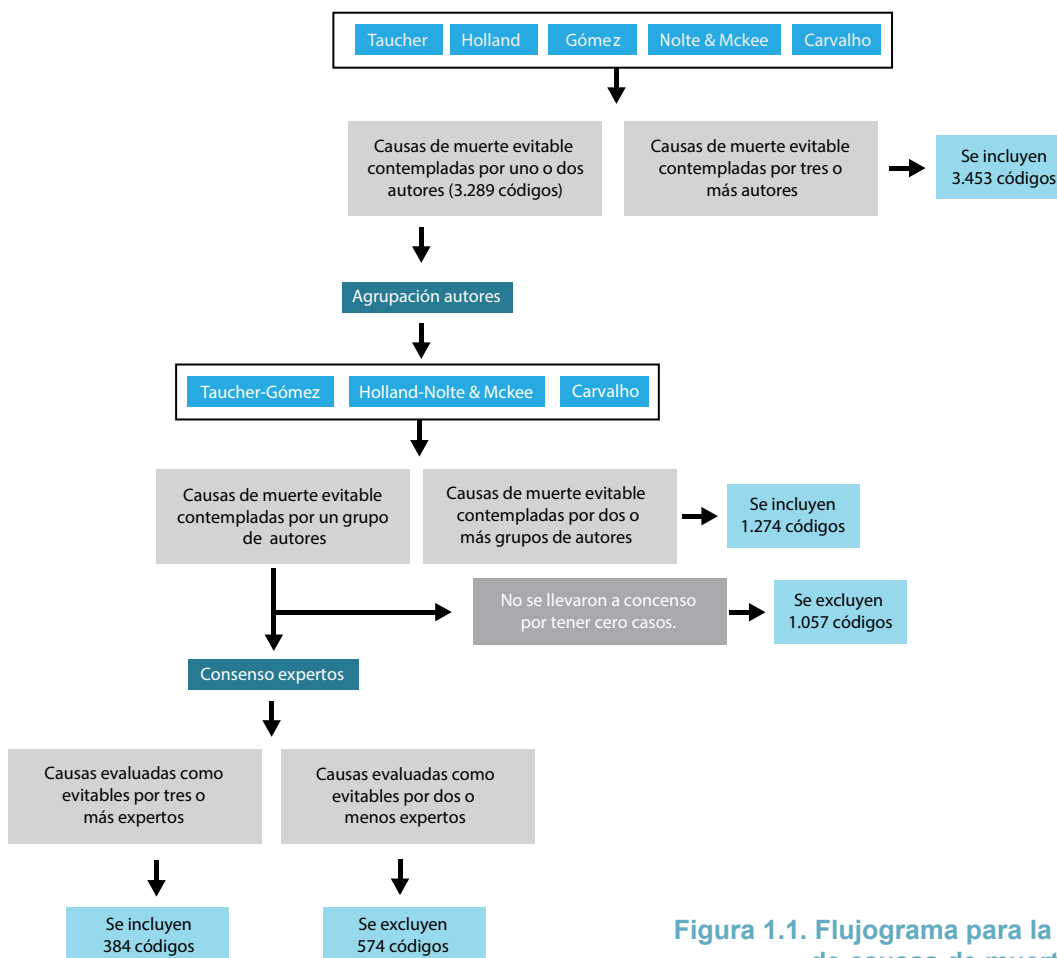 Taucher
Holland
Gómez
Nolte & Mckee
Carvalho
Causas de muerte evitable
contempladas por uno o dos
autores (3.289 códigos)
Causas de muerte evitable
contempladas por tres o
más autores
Se incluyen
3.453 códigos
Agrupación autores
Taucher-Gómez
Holland-Nolte & Mckee
Carvalho
Causas de muerte evitable
contempladas por un grupo
de autores
Causas de muerte evitable
contempladas por dos o
más grupos de autores
Se incluyen
1.274 códigos
No se llevaron a concenso
por tener cero casos.
Se excluyen
1.057 códigos
Consenso expertos
Causas evaluadas como
evitables por tres o
más expertos
Causas evaluadas como
evitables por dos o
menos expertos
Se incluyen
384 códigos
Se excluyen
574 códigos
Figura 1.1. Flujograma para la
de causas de muert